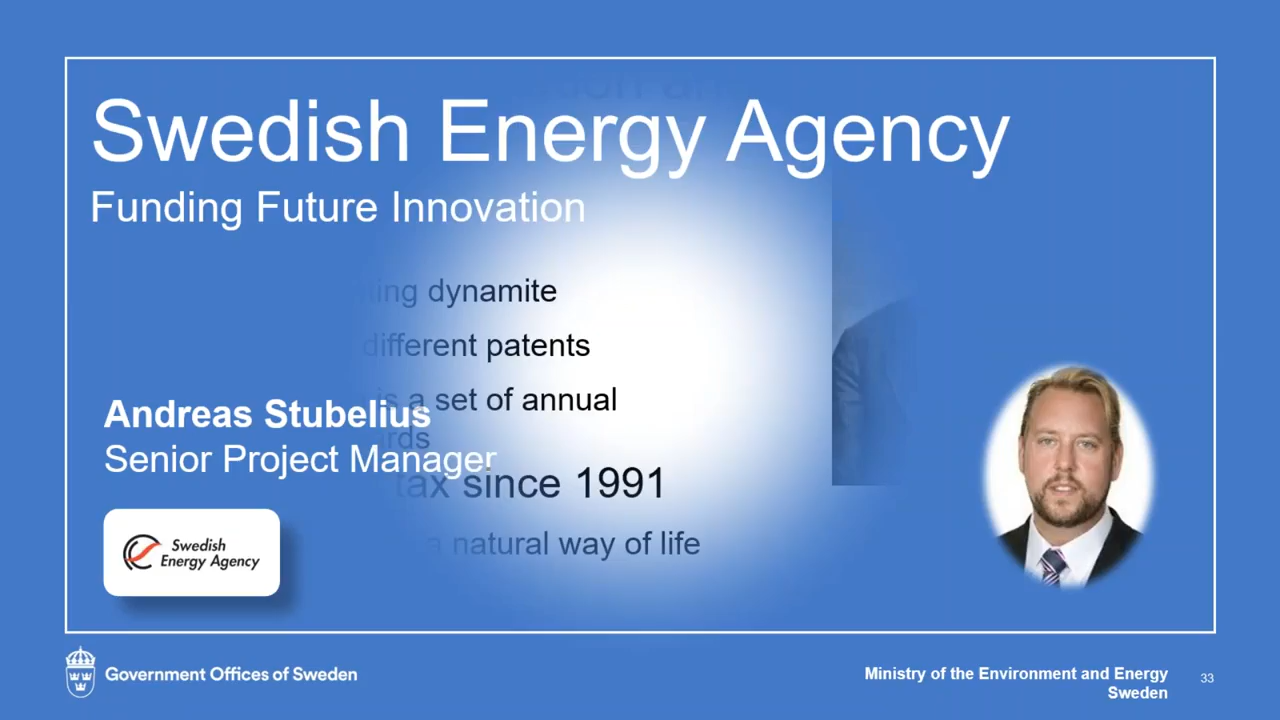 Swedish Energy Agency
Funding Future Innovation
dynamite
different patents
is a set of annual
Andreas Stubelius
Senior Project Manager
tax since 1991
a natural way of life
Swedish
Energy Agency
Government Offices of Sweden
Ministry of the Environment and Energy
Sweden
33